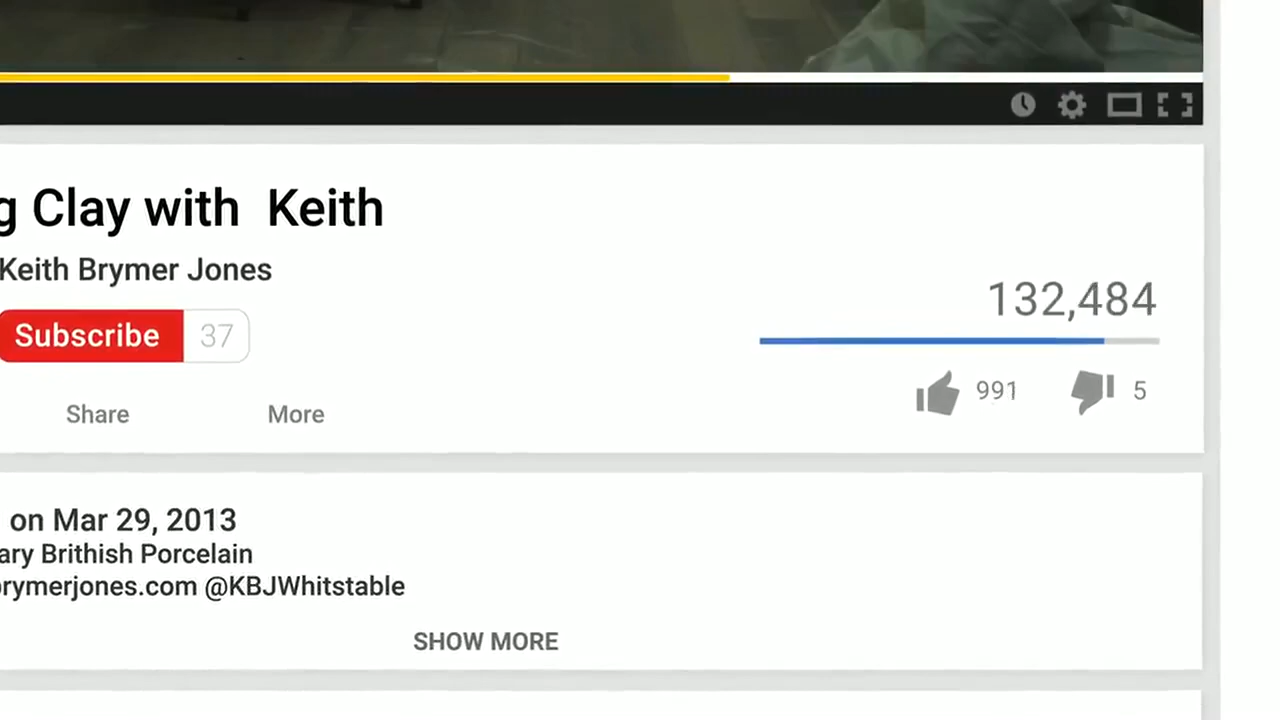 g Clay with Keith
Keith Brymer Jones
132,484
Subscribe 37
991 5
Share More
on Mar 29, 2013
ary Brithish Porcelain
rymerjones.com @KBJWhitstable
SHOW MORE